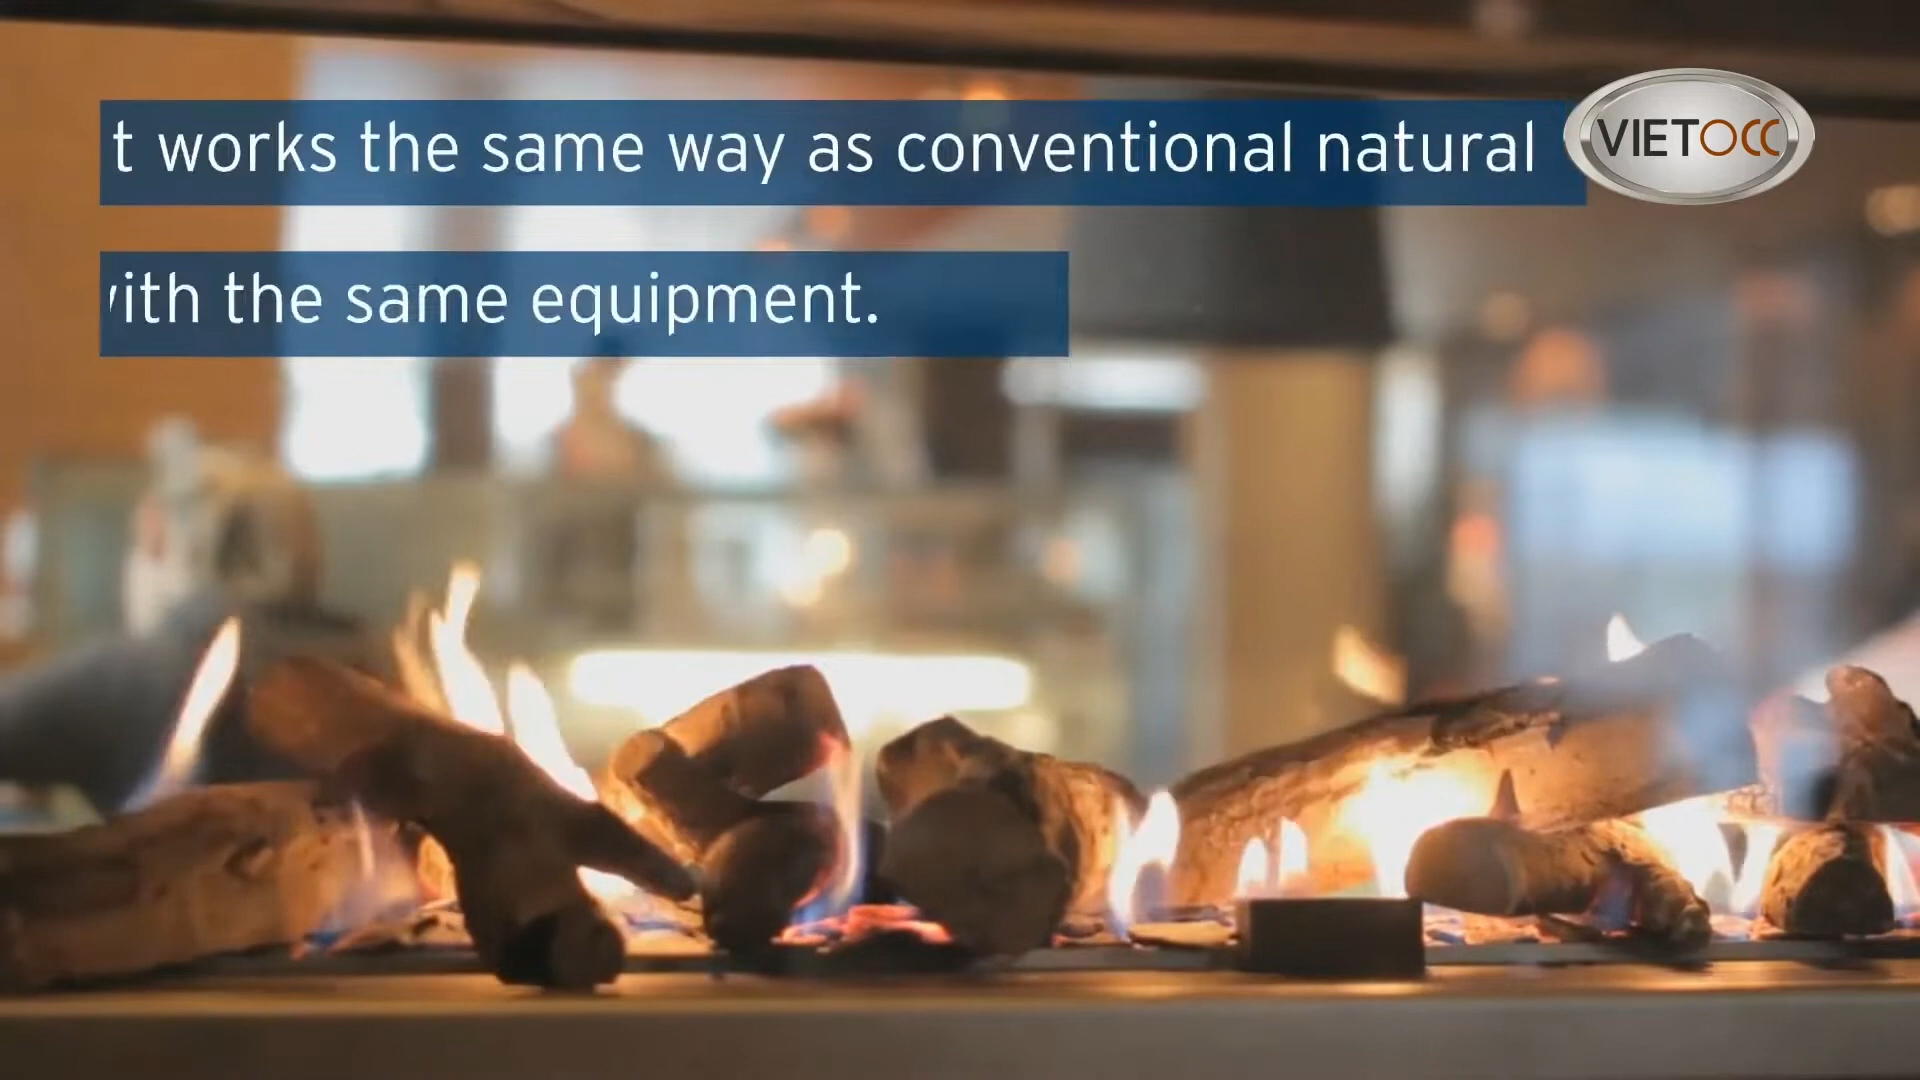 t works the same way as conventional natural
ith the same equipment.
VIETOCC